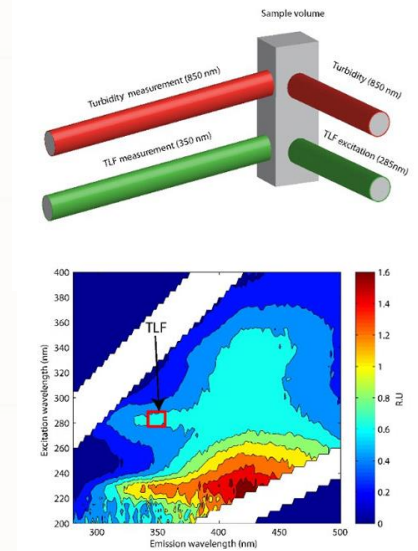 Sample volume
Turbidity measurement (850 nm)
Turbidity (850 nm)
TLF measurement (350 nm)
TLF excitation (285nm)
400
380
360
340
320
300
280
260
240
220
200
Excitation wavelength (nm)
TLF
300
350
400
450
500
Emission wavelength (nm)
1.6
1.4
1.2
1
0.8
0.6
0.4
0.2
0
R.U